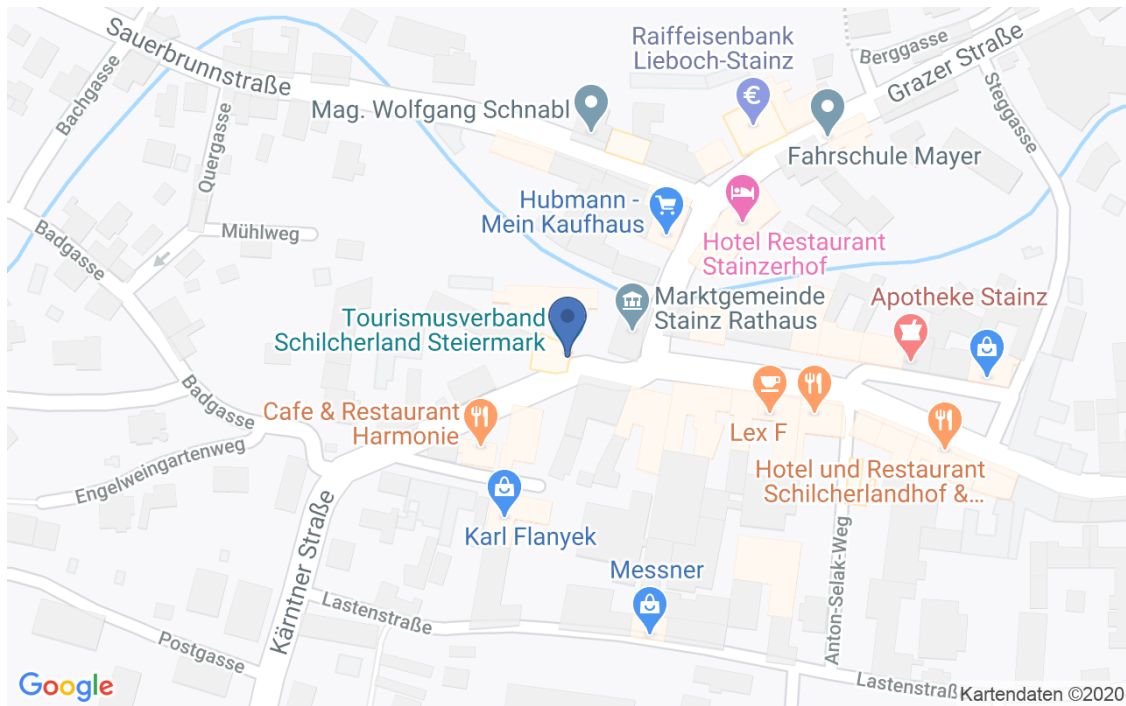 Sauerbrunnstraße
Raiffeisenbank
Lieboch-Stainz
Berggasse
Grazer Straße
Steggasse
Bachgasse
Mag. Wolfgang Schnabl
Fahrschule Mayer
Quergasse
Hubmann -
Mein Kaufhaus
Hotel Restaurant
Stainzerhof
Mühlweg
Badgasse
Marktgemeinde
Stainz Rathaus
Apotheke Stainz
Tourismusverband
Schilcherland Steiermark
Badgasse
Cafe & Restaurant
Harmonie
Lex F
Engelweingartenweg
Hotel und Restaurant
Schilcherlandhof &...
Kärntner Straße
Karl Flanyek
Anton-Selak-Weg
Messner
Lastenstraße
Postgasse
Lastenstraß
Google
Kartendaten ©2020